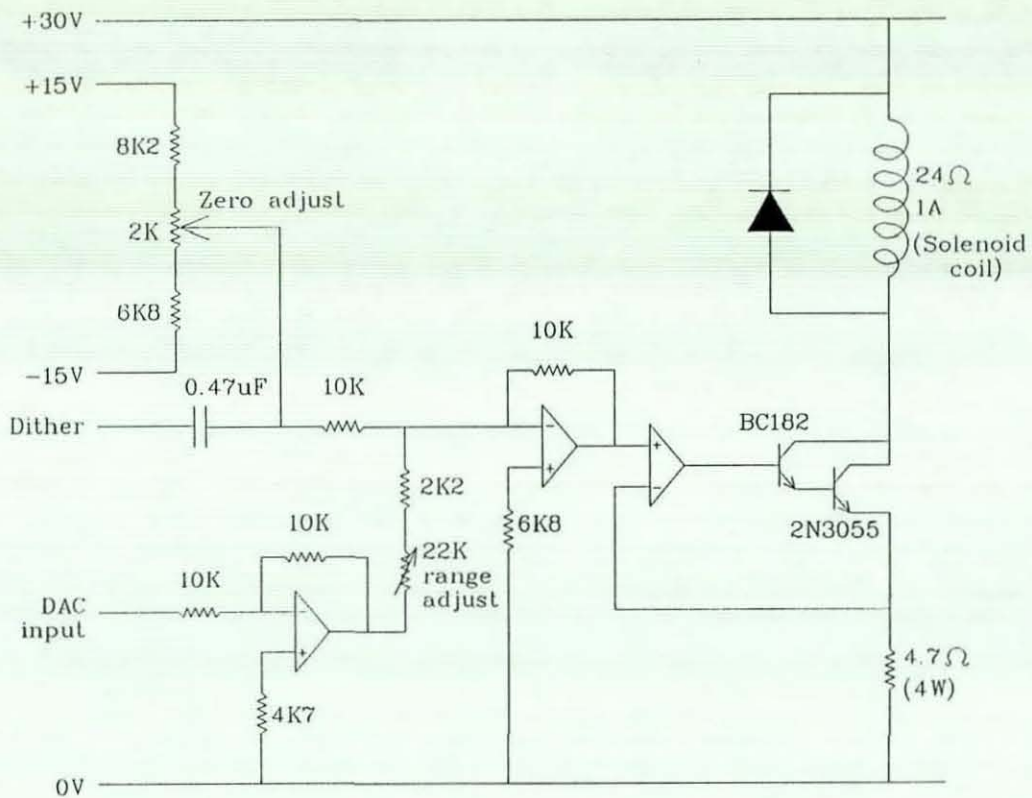 +30V
+15V
8K2
Zero adjust
2K
6K8
-15V
0.47uF
10K
Dither
24Ω
1A
(Solenoid
coil)
10K
BC182
2K2
6K8
2N3055
10K
22K
range
adjust
10K
DAC
input
4K7
4.7Ω
(4W)
0V